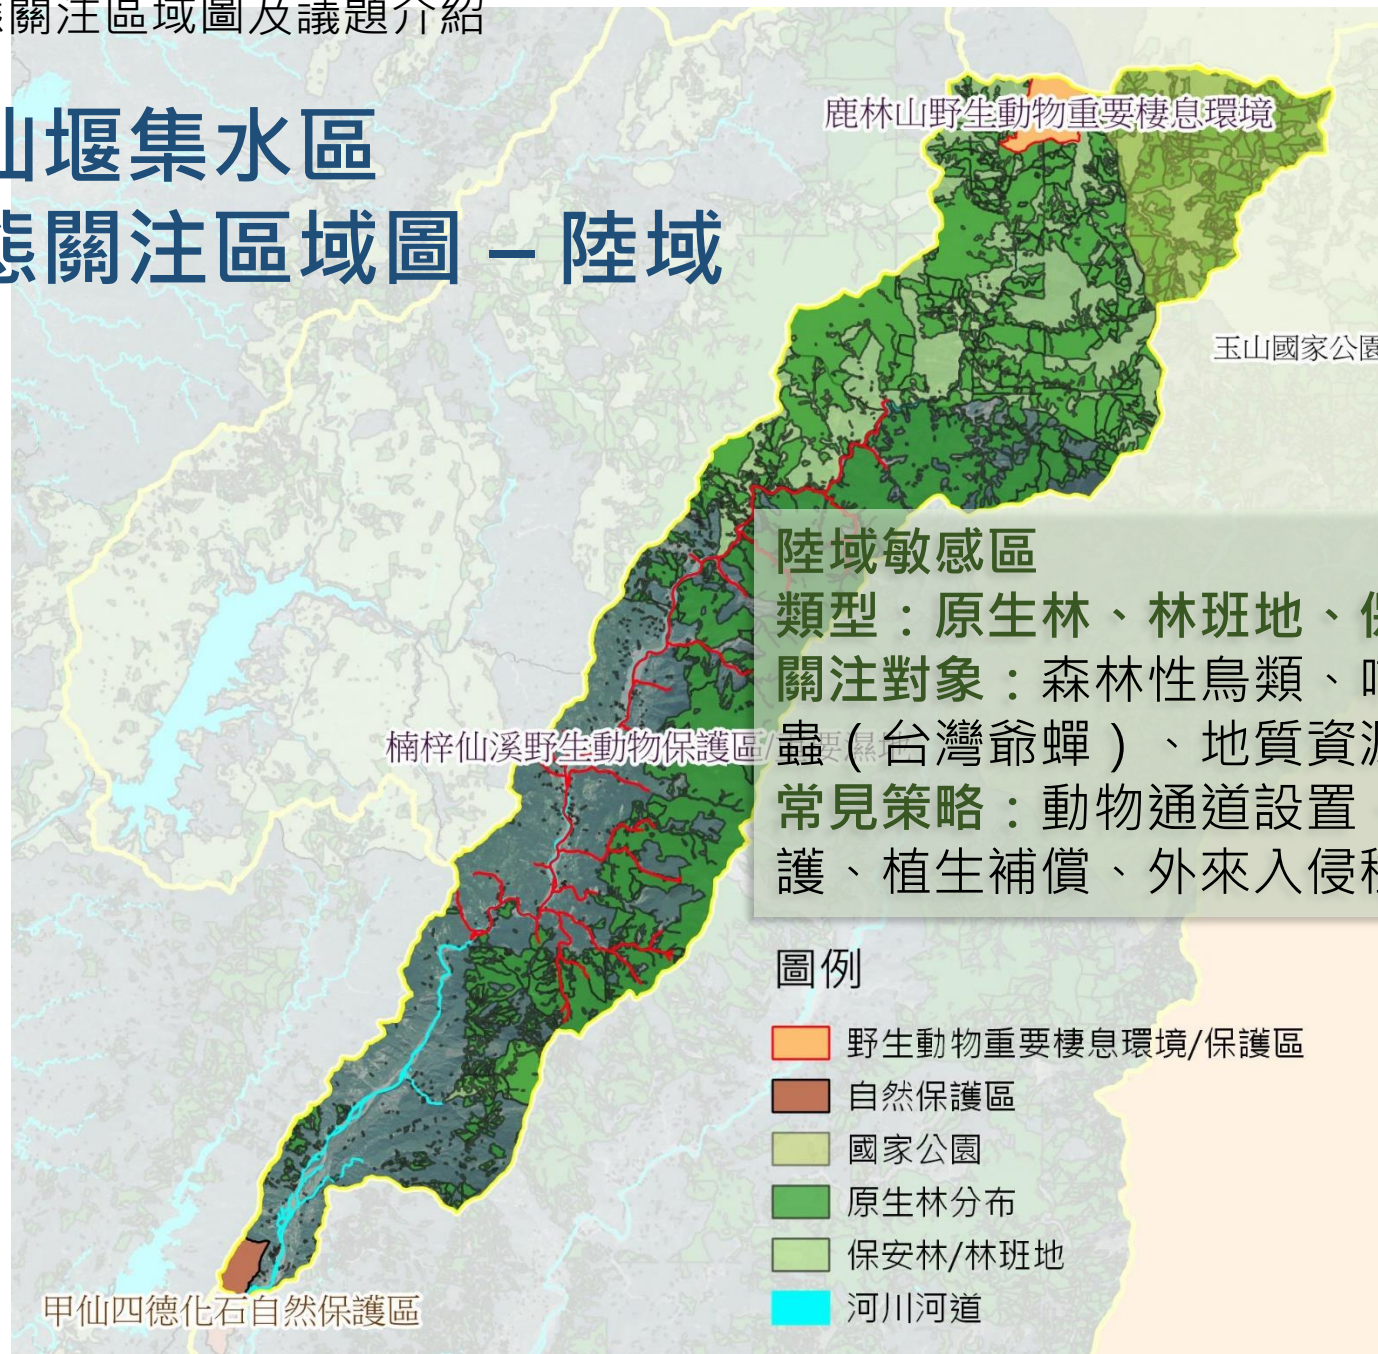 關注區域圖及議題介紹
山堰集水區
態關注區域圖 – 陸域
鹿林山野生動物重要棲息環境
玉山國家公園
陸域敏感區
類型：原生林、林班地、
關注對象：森林性鳥類、
蟲（台灣爺蟬）、地質資源
常見策略：動物通道設置
護、植生補償、外來入侵種
楠梓仙溪野生動物保護區/重要濕地
圖例
野生動物重要棲息環境/保護區
自然保護區
國家公園
原生林分布
保安林/林班地
河川河道
甲仙四德化石自然保護區